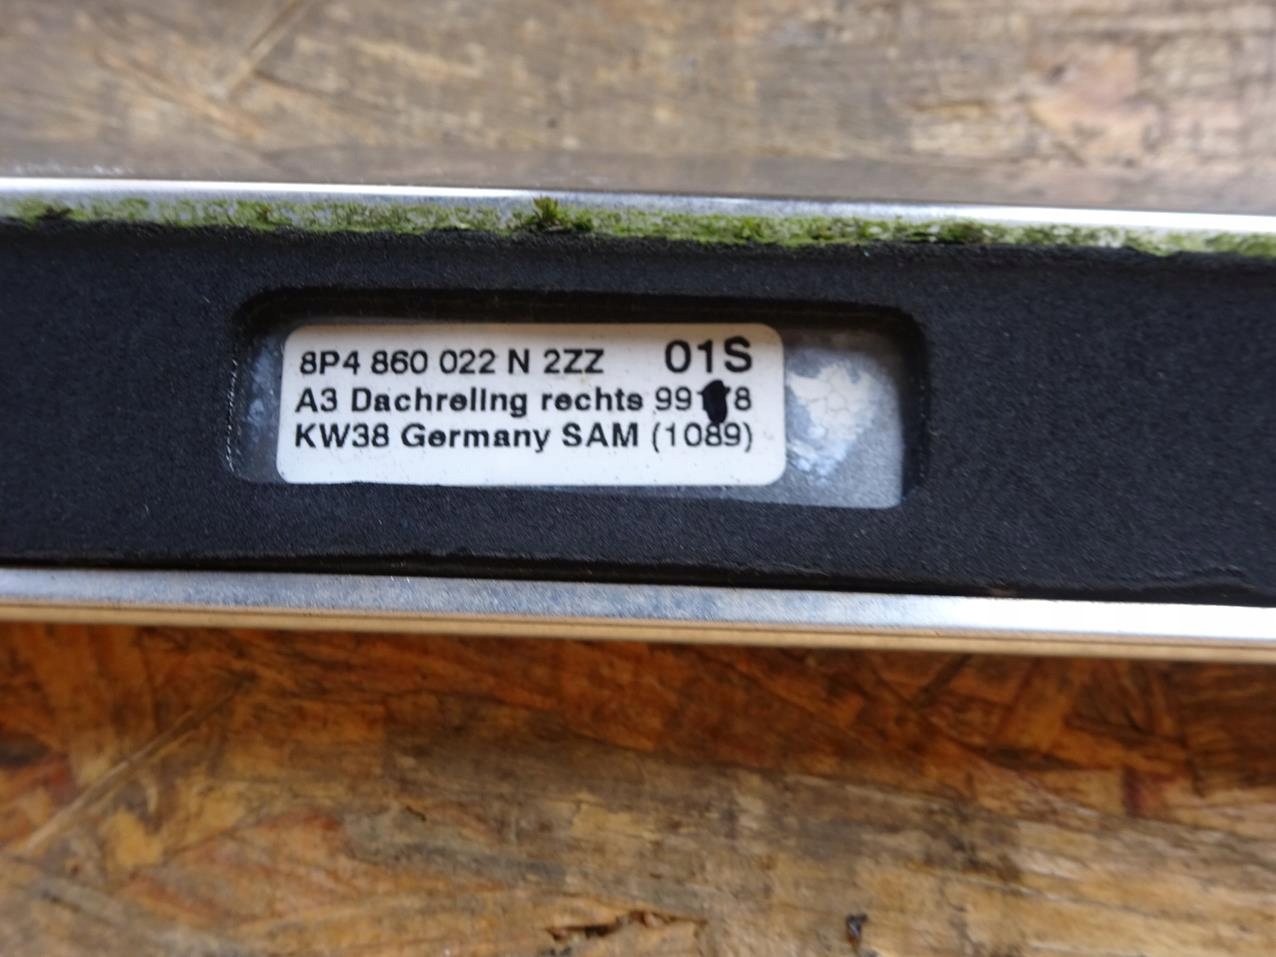 8P4 860 022 N 2ZZ 01S
A3 Dachreling rechts
KW38 Germany SAM (1089)